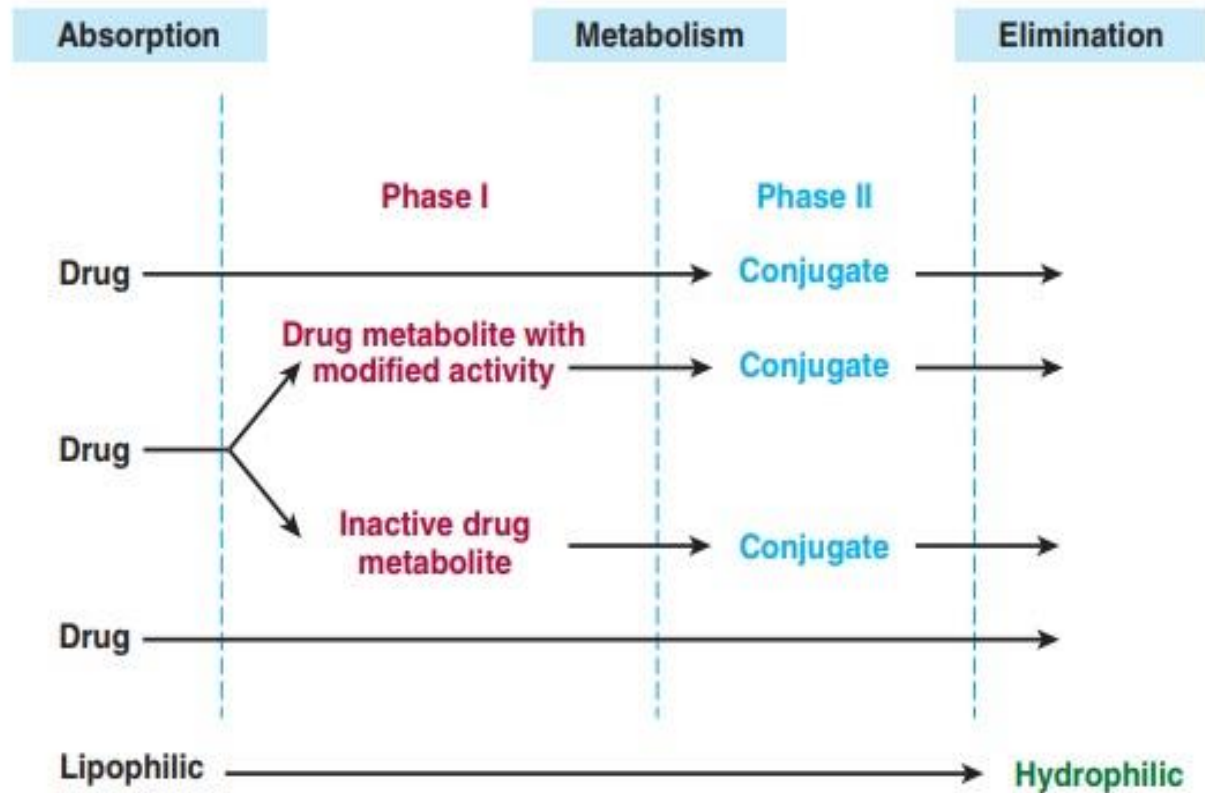 Absorption
Metabolism
Elimination
Phase I
Phase II
Drug
Conjugate
Drug metabolite with
modified activity
Conjugate
Drug
Inactive drug
metabolite
Conjugate
Drug
Lipophilic
Hydrophilic